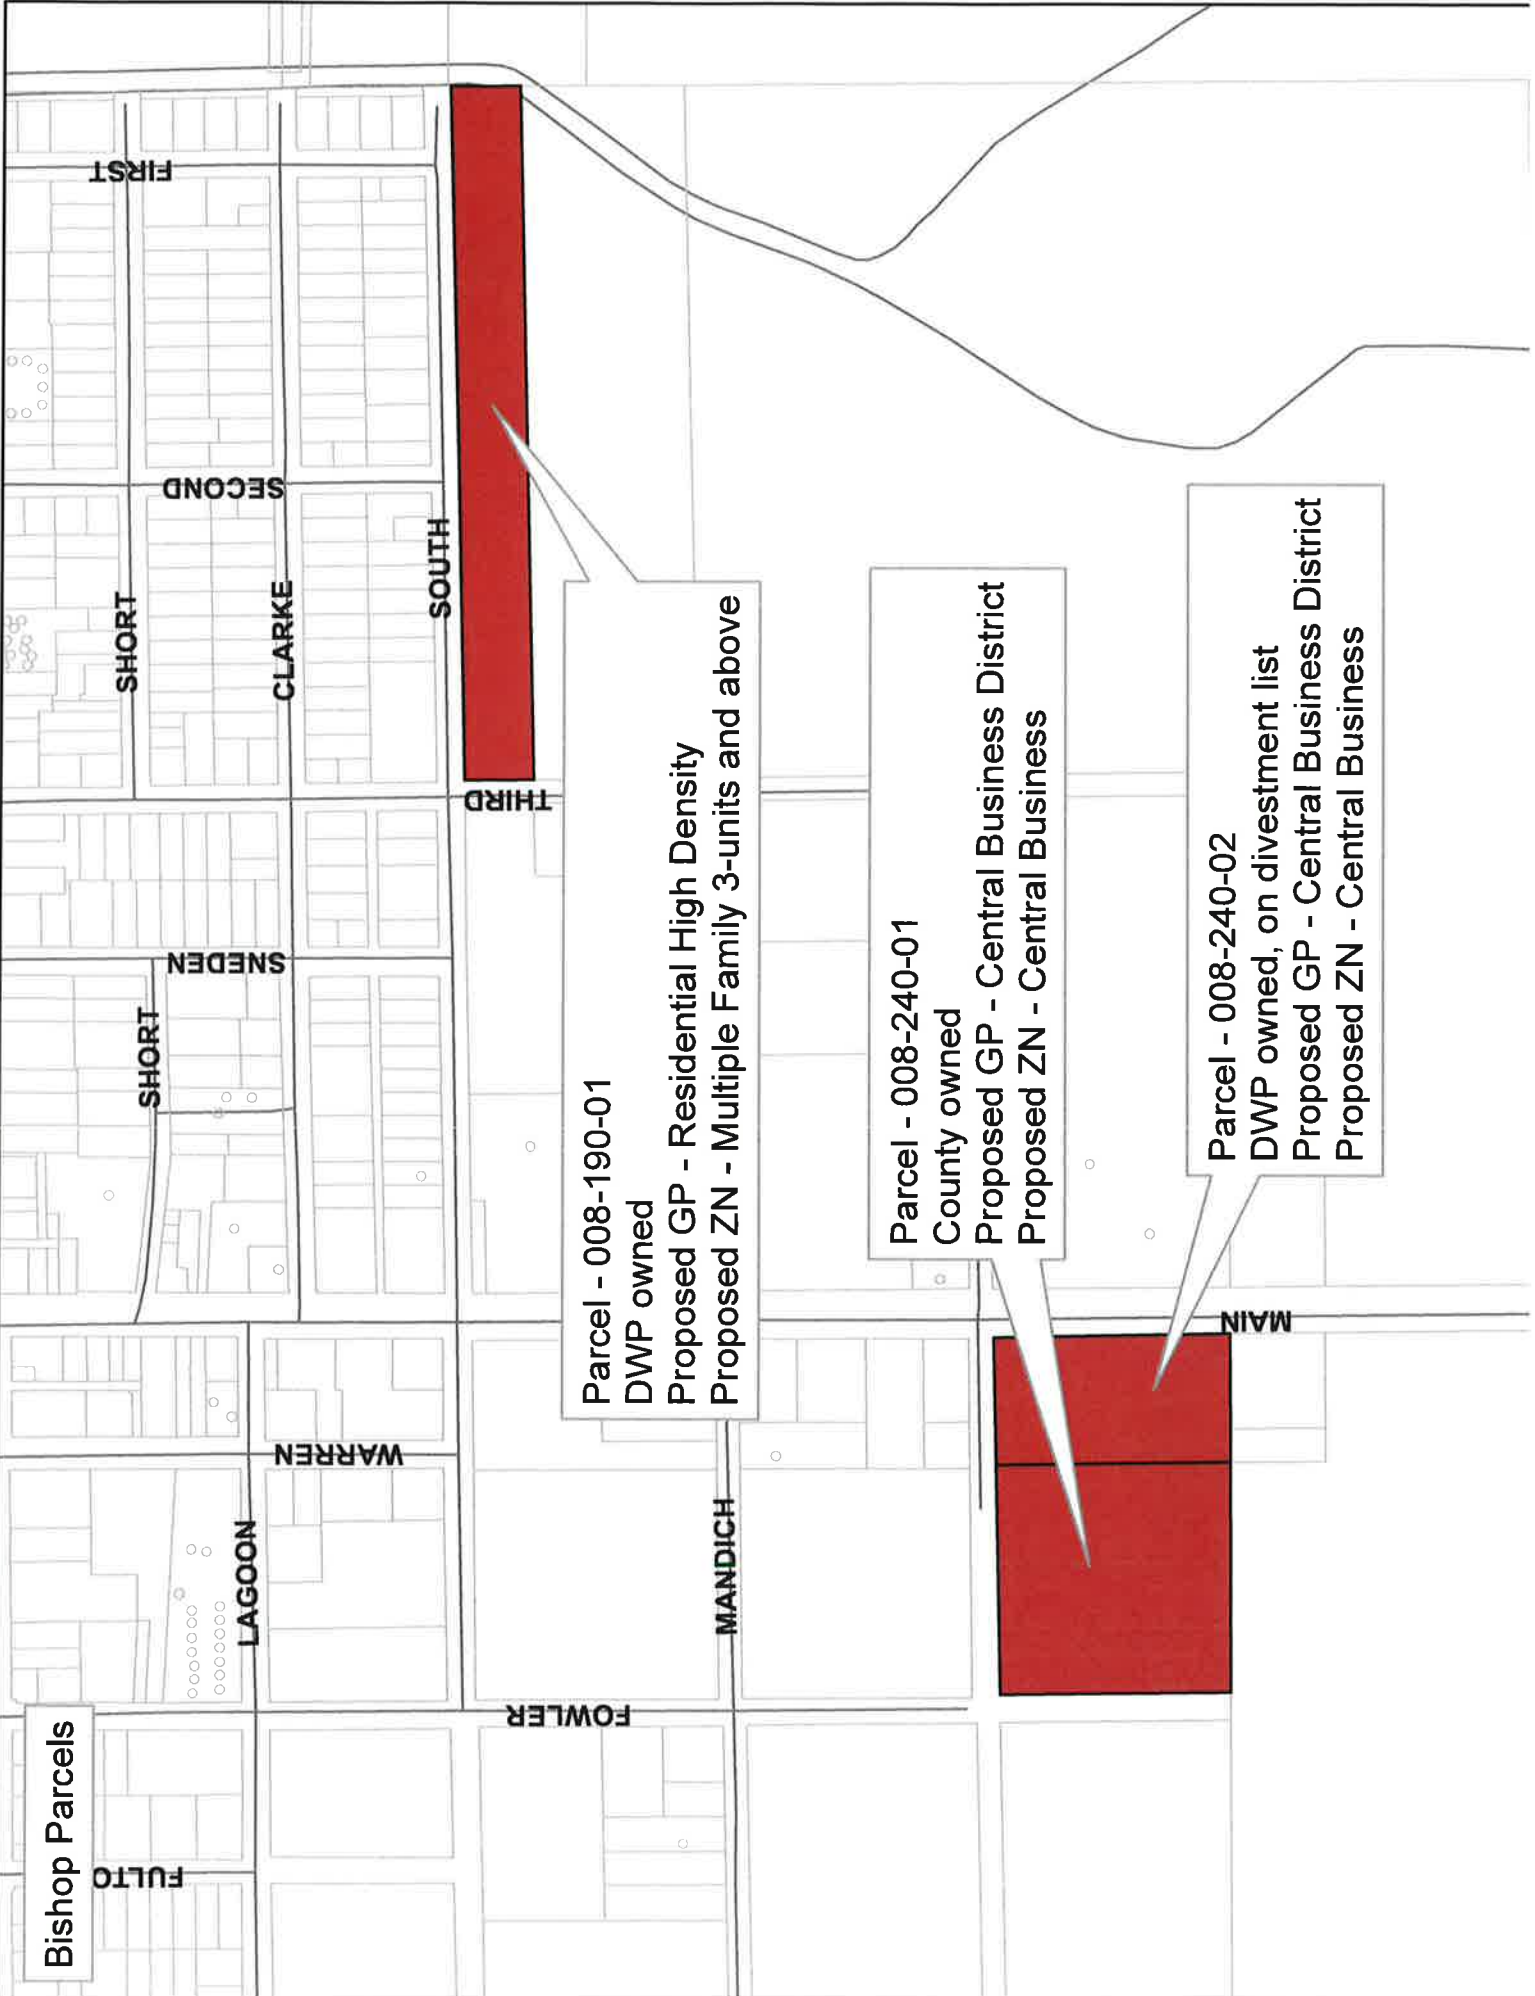 Bishop Parcels
FULTO
LAGOON
WARREN
FOWLER
MANDICH
SHORT
SNEDEN
SHORT
CLARKE
SOUTH
THIRD
SECOND
FIRST
MAIN
Parcel - 008-190-01
DWP owned
Proposed GP - Residential High Density
Proposed ZN - Multiple Family 3-units and above
Parcel - 008-240-01
County owned
Proposed GP - Central Business District
Proposed ZN - Central Business
Parcel - 008-240-02
DWP owned, on divestment list
Proposed GP - Central Business District
Proposed ZN - Central Business